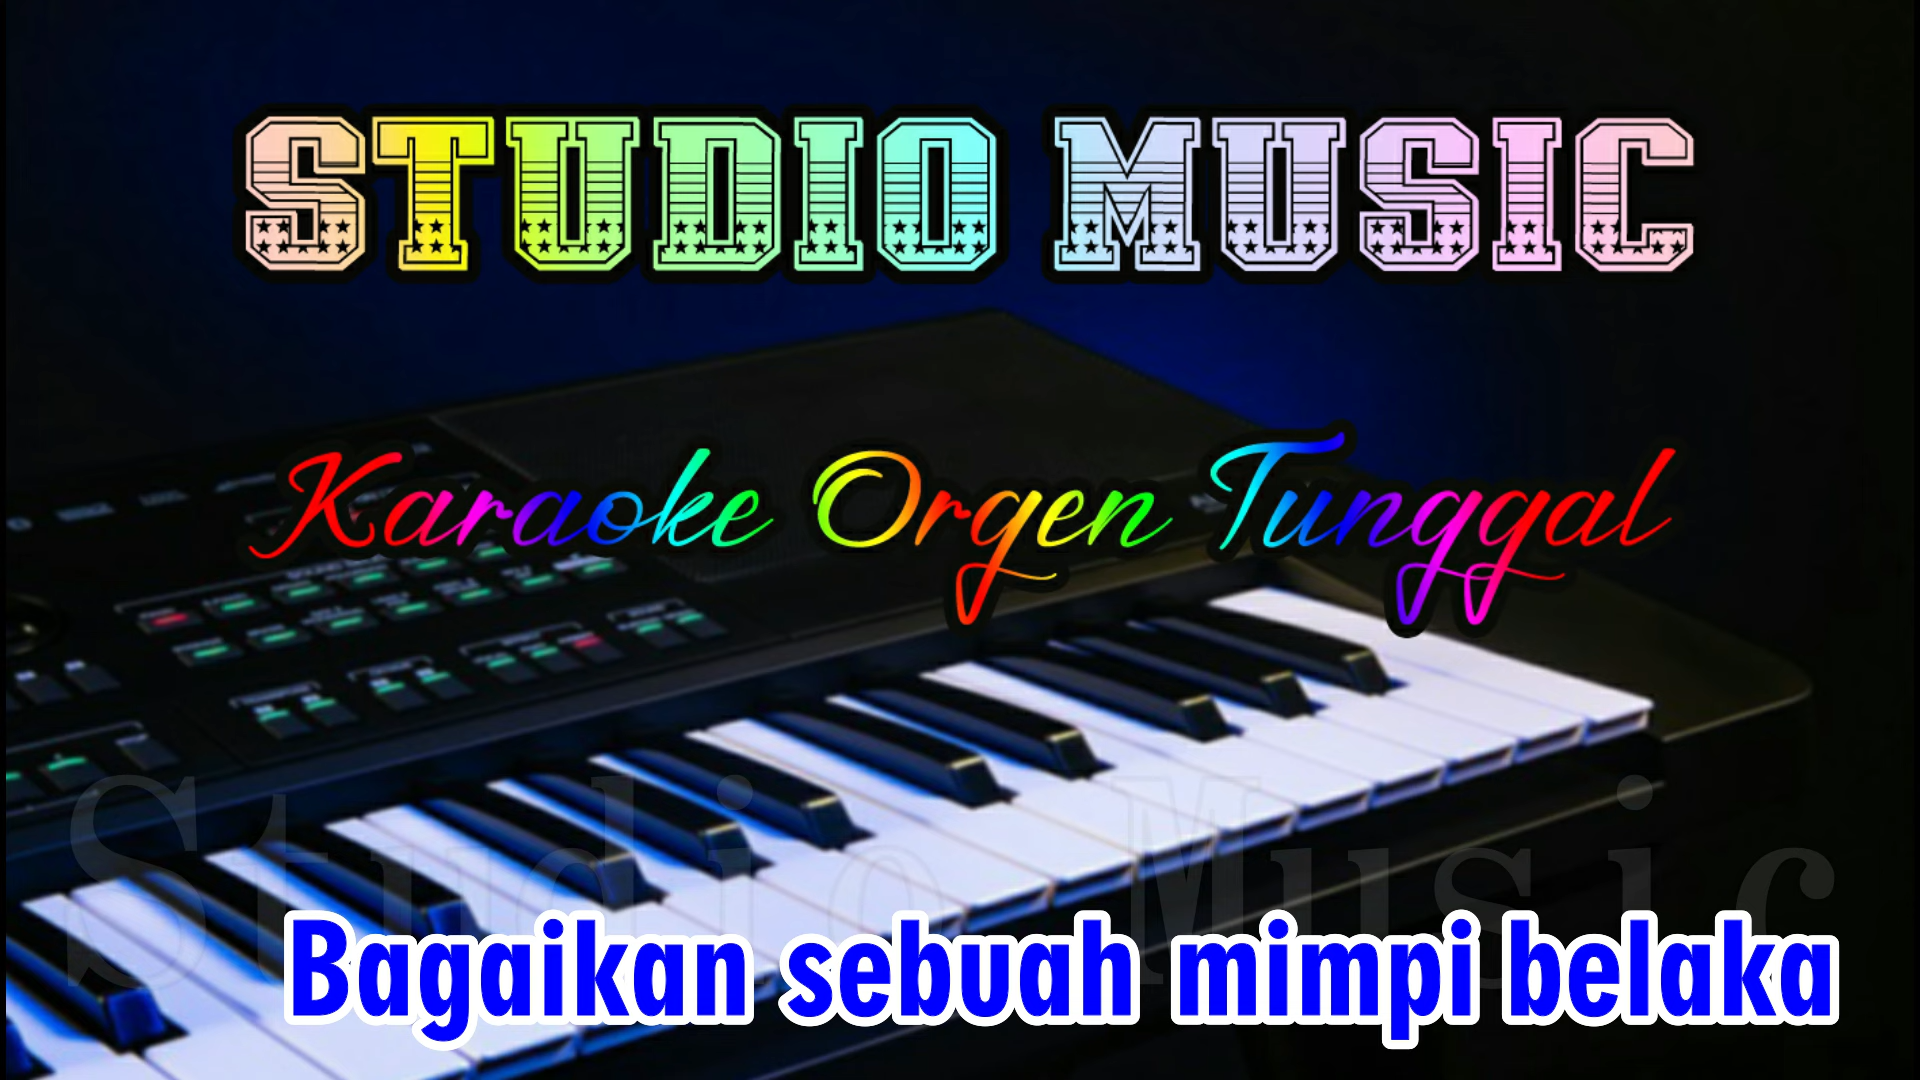 STUDIO MUSIC
Karaoke Orgen Tunggal
Studio Music
Bagaikan sebuah mimpi belaka